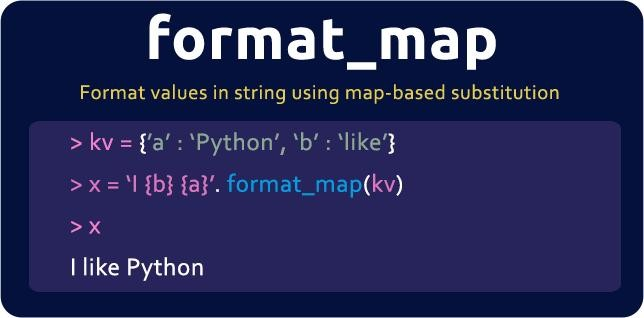 format_map
Format values in string using map-based substitution
> kv = {’a’ : ‘Python’, ‘b’ : ‘like’}
> x = ‘I {b} {a}’. format_map(kv)
> x
I like Python